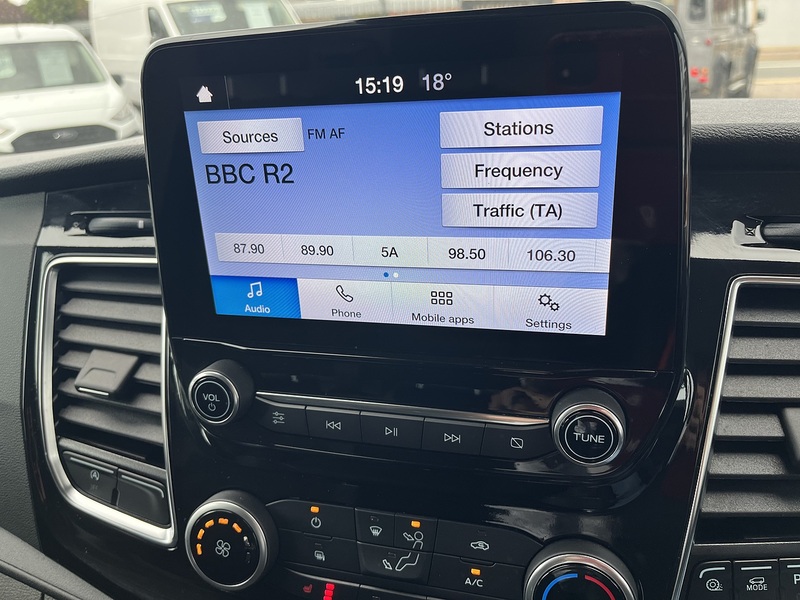 15:19 18°
Sources FM AF Stations
BBC R2 Frequency
Traffic (TA)
87.90 89.90 5A 98.50 106.30
Audio Phone Mobile apps Settings
VOL
TUNE
A/C
MODE
P